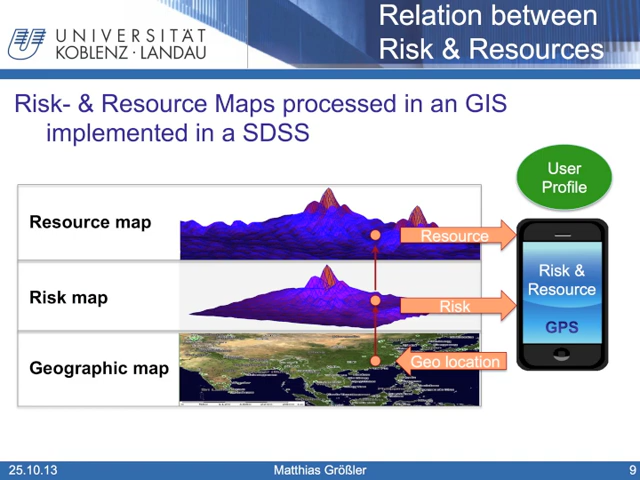 UNIVERSITÄT
KOBLENZ · LANDAU
Relation between
Risk & Resources
Risk- & Resource Maps processed in an GIS
implemented in a SDSS
User
Profile
Resource map
Resource
Risk &
Resource
GPS
Risk map
Risk
Geographic map
Geo location
25.10.13
Matthias Größler
9